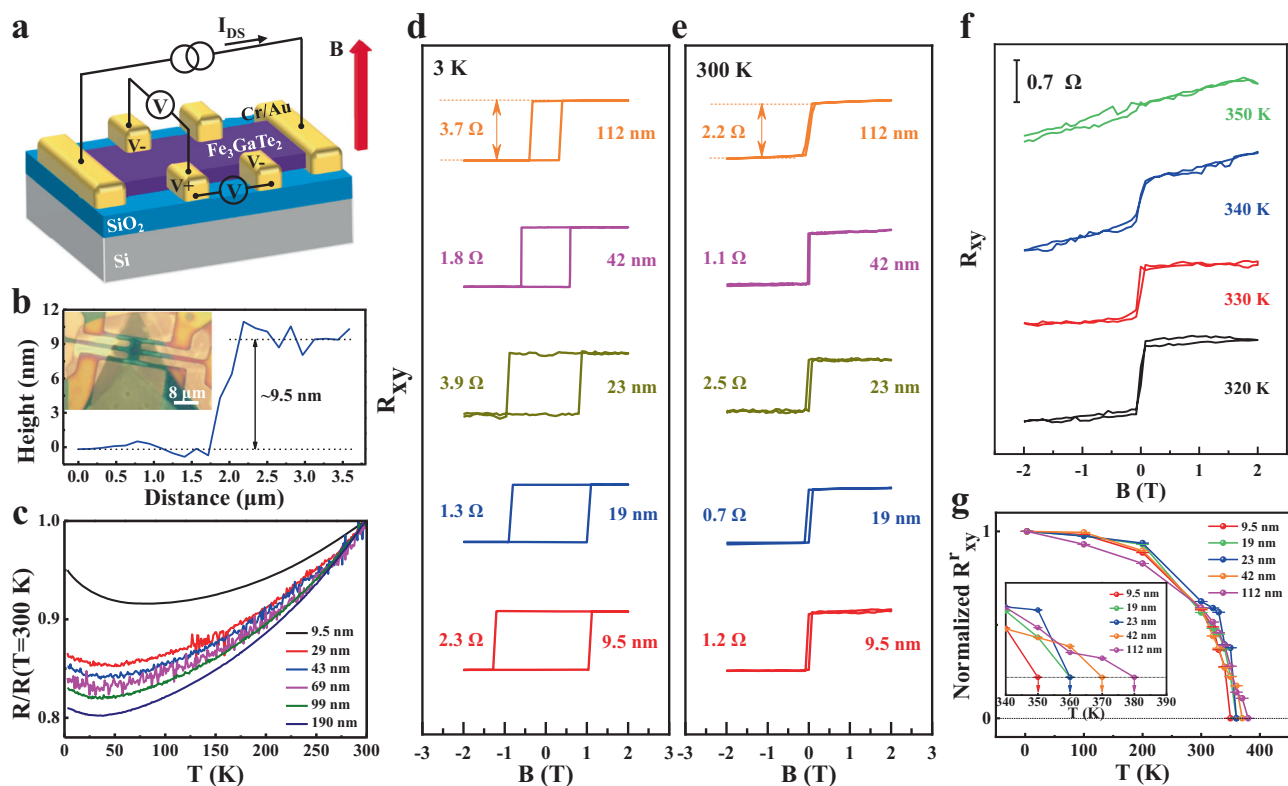 a
I_DS
B
V
Cr/Au
V-
Fe₃GaTe₂
V-
V+
V
SiO₂
Si
b
12
9
6
3
0
Height (nm)
8 μm
~9.5 nm
0.0 0.5 1.0 1.5 2.0 2.5 3.0 3.5
Distance (μm)
c
1.0
0.9
0.8
R/R(T=300 K)
9.5 nm
29 nm
43 nm
69 nm
99 nm
190 nm
0 50 100 150 200 250 300
T (K)
d
3 K
3.7 Ω 112 nm
1.8 Ω 42 nm
3.9 Ω 23 nm
1.3 Ω 19 nm
2.3 Ω 9.5 nm
R_xy
-3 -2 -1 0 1 2 3
B (T)
e
300 K
2.2 Ω 112 nm
1.1 Ω 42 nm
2.5 Ω 23 nm
0.7 Ω 19 nm
1.2 Ω 9.5 nm
-2 -1 0 1 2 3
B (T)
f
0.7 Ω
350 K
340 K
330 K
320 K
R_xy
-2 -1 0 1 2
B (T)
g
1
0
Normalized R^r_xy
9.5 nm
19 nm
23 nm
42 nm
112 nm
9.5 nm
19 nm
23 nm
42 nm
112 nm
340 350 360 370 380 390
T (K)
0 100 200 300 400
T (K)